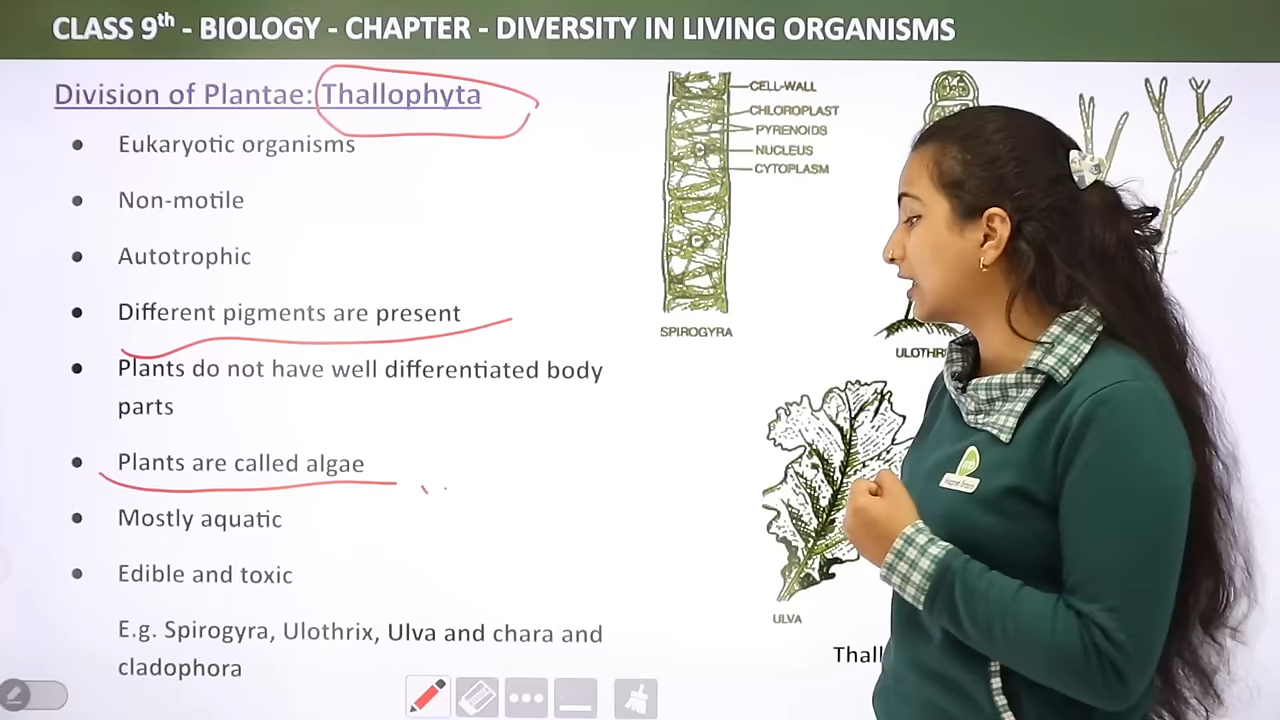 CLASS 9th - BIOLOGY - CHAPTER - DIVERSITY IN LIVING ORGANISMS
Division of Plantae: Thallophyta
• Eukaryotic organisms
• Non-motile
• Autotrophic
• Different pigments are present
• Plants do not have well differentiated body
parts
• Plants are called algae
• Mostly aquatic
• Edible and toxic
E.g. Spirogyra, Ulothrix, Ulva and chara and
cladophora
CELL-WALL
CHLOROPLAST
PYRENOIDS
NUCLEUS
CYTOPLASM
SPIROGYRA
ULOTHR
ULVA
Thall